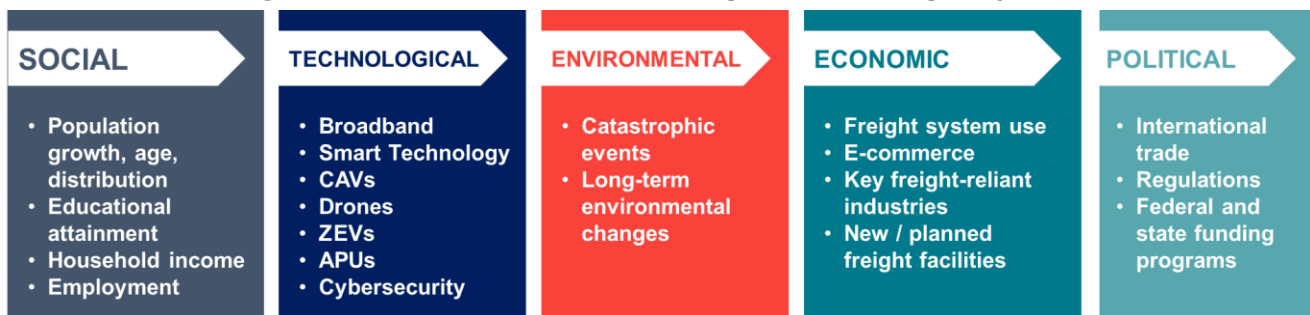 SOCIAL
• Population
growth, age,
distribution
• Educational
attainment
• Household income
• Employment
TECHNOLOGICAL
• Broadband
• Smart Technology
• CAVs
• Drones
• ZEVs
• APUs
• Cybersecurity
ENVIRONMENTAL
• Catastrophic
events
• Long-term
environmental
changes
ECONOMIC
• Freight system use
• E-commerce
• Key freight-reliant
industries
• New / planned
freight facilities
POLITICAL
• International
trade
• Regulations
• Federal and
state funding
programs